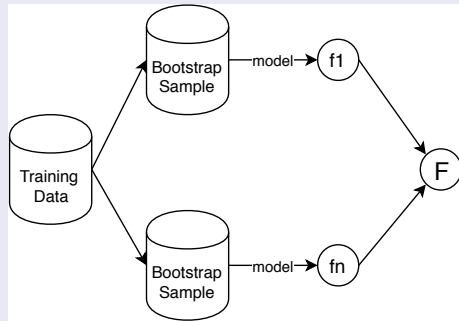 Bootstrap
Sample
model
f1
Training
Data
F
Bootstrap
Sample
model
fn